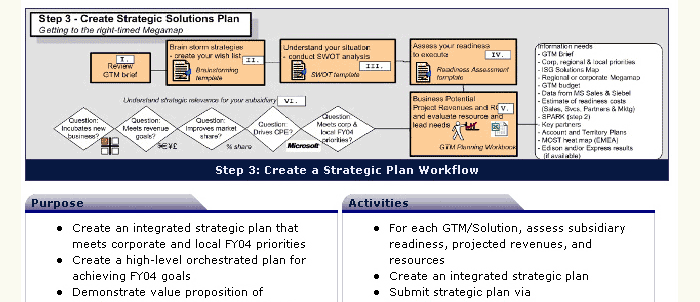 Step 3 - Create Strategic Solutions Plan
Getting to the right-timed Megamap
I.
Review
GTM brief
Brain storm strategies
- create your wish list
II.
Brainstorming
template
Understand your situation
- conduct SWOT analysis
III.
SWOT template
Assess your readiness
to execute
IV.
Readiness Assessment
template
Information needs
- GTM Brief
- Corp, regional & local priorities
- ISG Solutions Map
- Regional or corporate Megamap
- GTM budget
- Data from MS Sales & Siebel
- Estimate of readiness costs
(Sales, Svcs, Partners & Mktg)
- SPARK (step 2)
- Key partners
- Account and Territory Plans
- MOST heat map (EMEA)
- Edison and/or Express results
(if available)
Understand strategic relevance for your subsidiary
VI.
Business Potential
Project Revenues and
V.
and evaluate resource and
lead needs
GTM Planning Workbook
Question:
Incubates new
business?
Question:
Meets revenue
goals?
$€¥£
Question:
Improves market
share?
% share
Question:
Drives CPE?
Microsoft
Question:
Meets corp &
local FY04
priorities?
Step 3: Create a Strategic Plan Workflow
Purpose
• Create an integrated strategic plan that
meets corporate and local FY04 priorities
• Create a high-level orchestrated plan for
achieving FY04 goals
• Demonstrate value proposition of
Activities
• For each GTM/Solution, assess subsidiary
readiness, projected revenues, and
resources
• Create an integrated strategic plan
• Submit strategic plan via